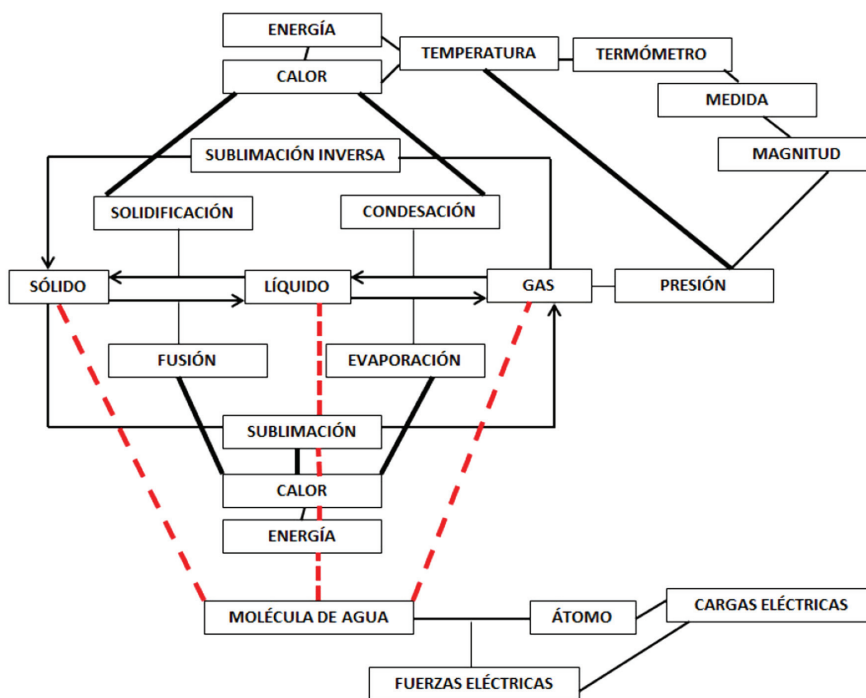 ENERGÍA
TEMPERATURA
TERMÓMETRO
CALOR
MEDIDA
SUBLIMACIÓN INVERSA
MAGNITUD
SOLIDIFICACIÓN
CONDESACIÓN
SÓLIDO
LÍQUIDO
GAS
PRESIÓN
FUSIÓN
EVAPORACIÓN
SUBLIMACIÓN
CALOR
ENERGÍA
MOLÉCULA DE AGUA
ÁTOMO
CARGAS ELÉCTRICAS
FUERZAS ELÉCTRICAS